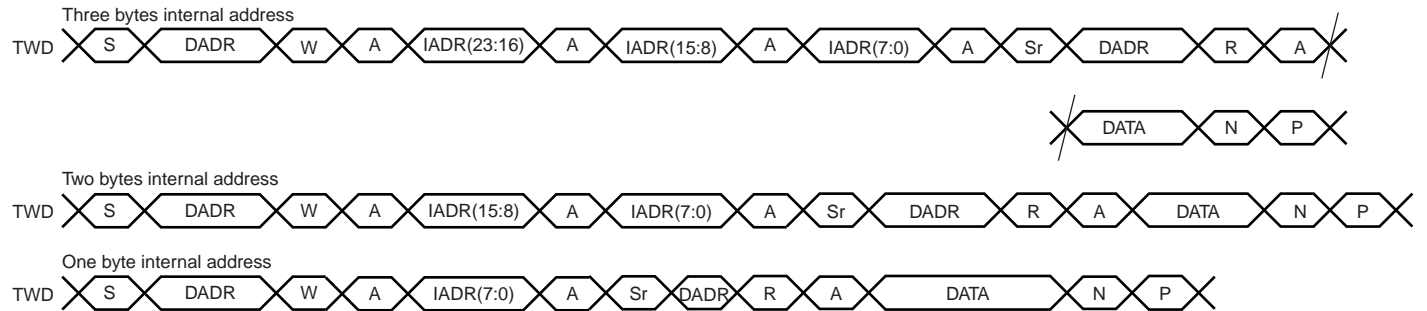 Three bytes internal address
TWD S DADR W A IADR(23:16) A IADR(15:8) A IADR(7:0) A Sr DADR R A
DATA N P
Two bytes internal address
TWD S DADR W A IADR(15:8) A IADR(7:0) A Sr DADR R A DATA N P
One byte internal address
TWD S DADR W A IADR(7:0) A Sr DADR R A DATA N P